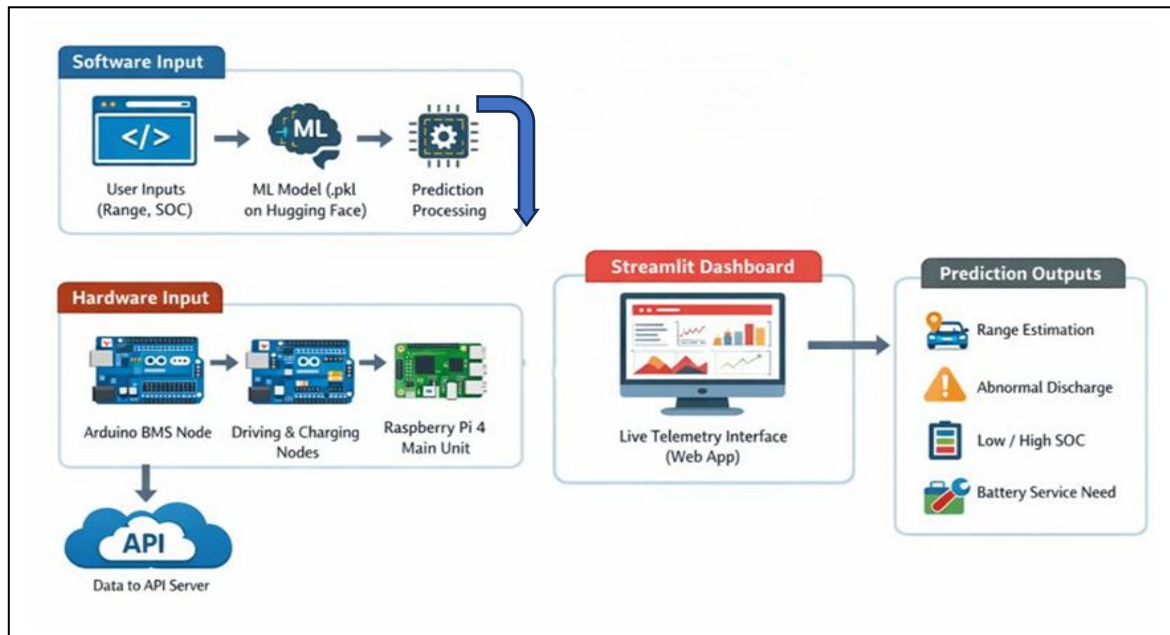 Software Input
</>
ML
User Inputs
(Range, SOC)
ML Model (.pkl
on Hugging Face)
Prediction
Processing
Hardware Input
Arduino BMS Node
Driving & Charging
Nodes
Raspberry Pi 4
Main Unit
API
Data to API Server
Streamlit Dashboard
Live Telemetry Interface
(Web App)
Prediction Outputs
Range Estimation
Abnormal Discharge
Low / High SOC
Battery Service Need